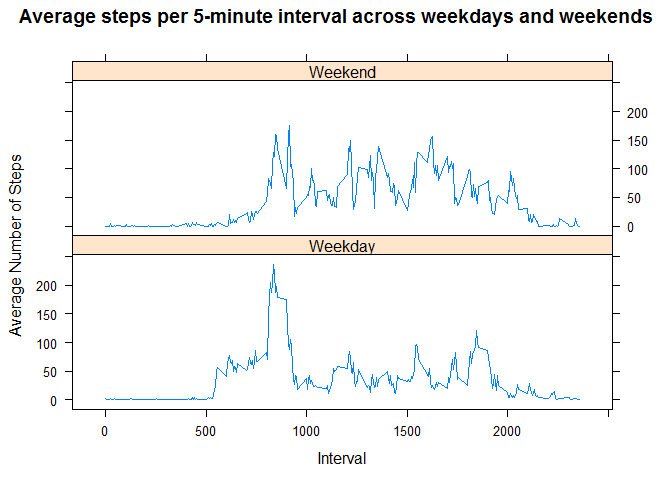 Average steps per 5-minute interval across weekdays and weekends
Weekend
200
150
100
50
0
Weekday
200
150
100
50
0
0 500 1000 1500 2000
Interval
Average Number of Steps